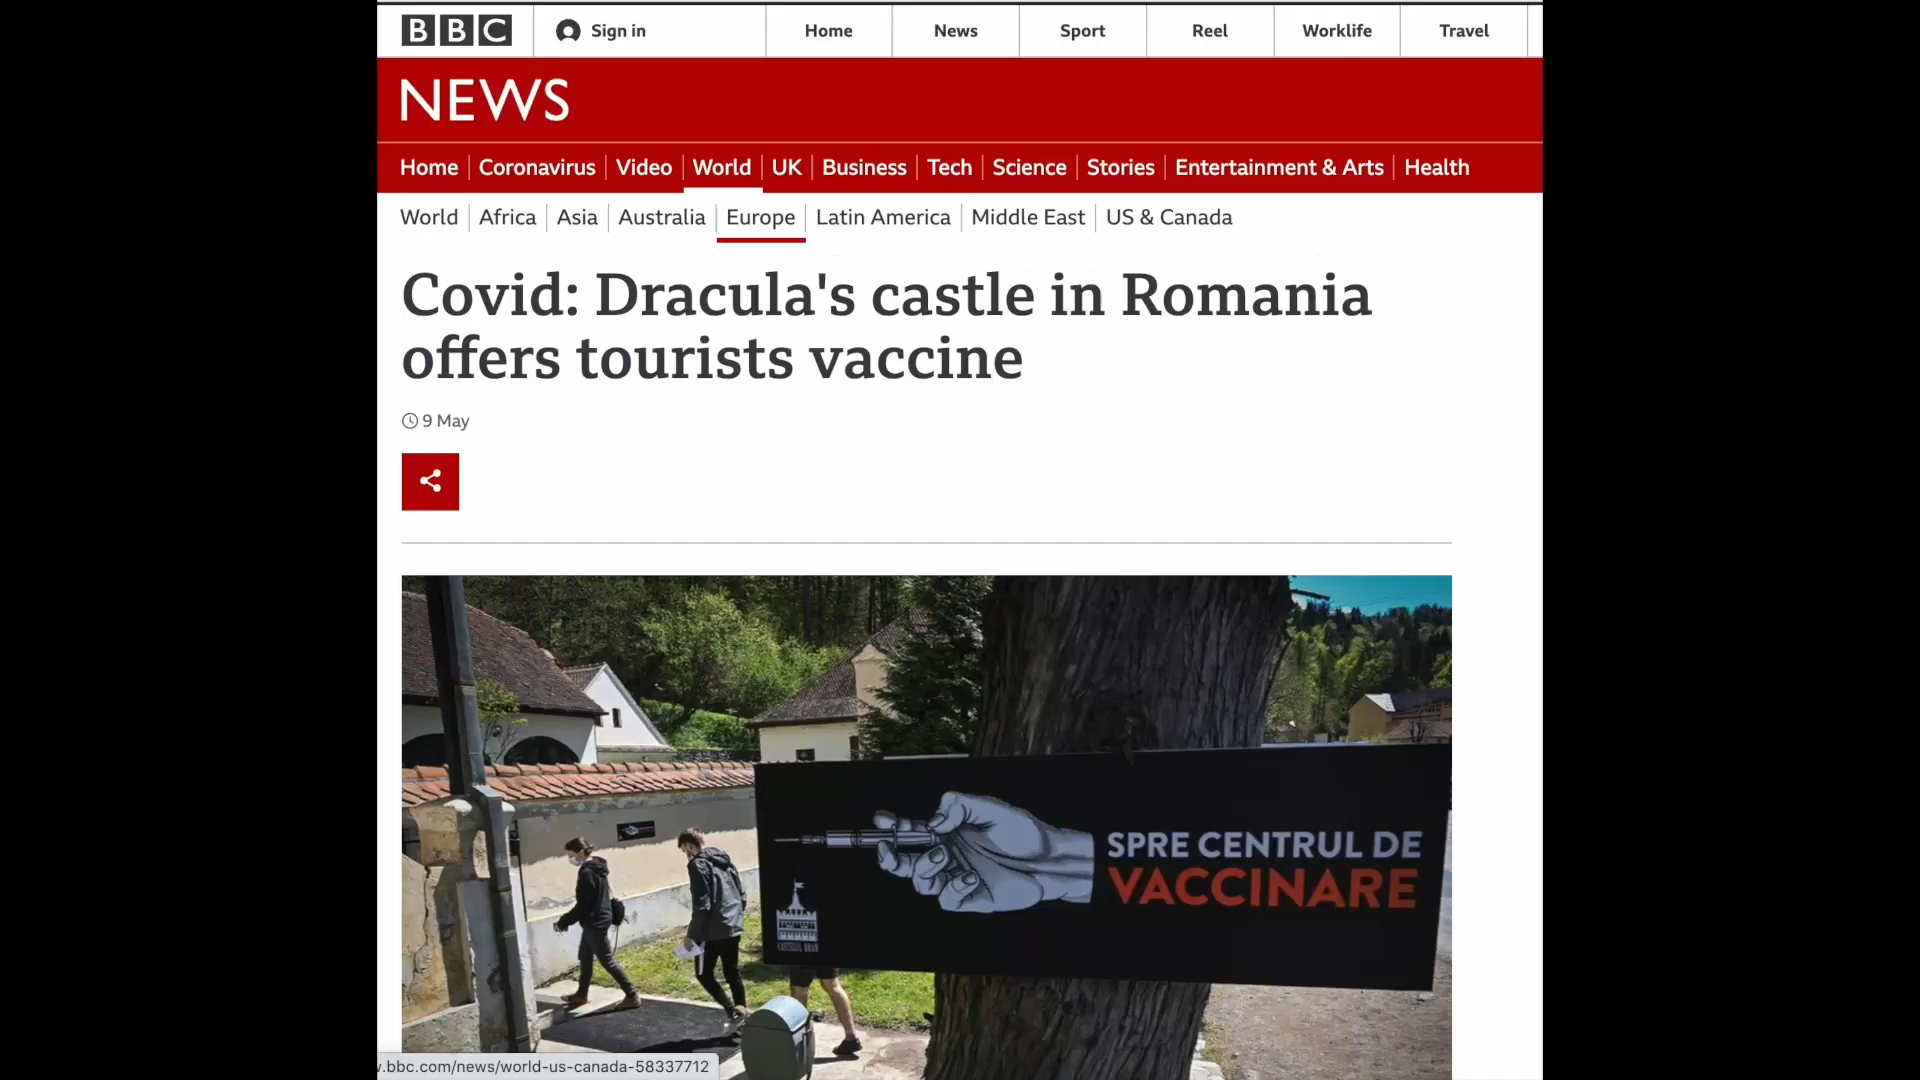 BBC
Sign in
Home
News
Sport
Reel
Worklife
Travel
NEWS
Home
Coronavirus
Video
World
UK
Business
Tech
Science
Stories
Entertainment & Arts
Health
World
Africa
Asia
Australia
Europe
Latin America
Middle East
US & Canada
Covid: Dracula's castle in Romania
offers tourists vaccine
9 May
SPRE CENTRUL DE
VACCINARE
CASTELUL BRAN
.bbc.com/news/world-us-canada-58337712